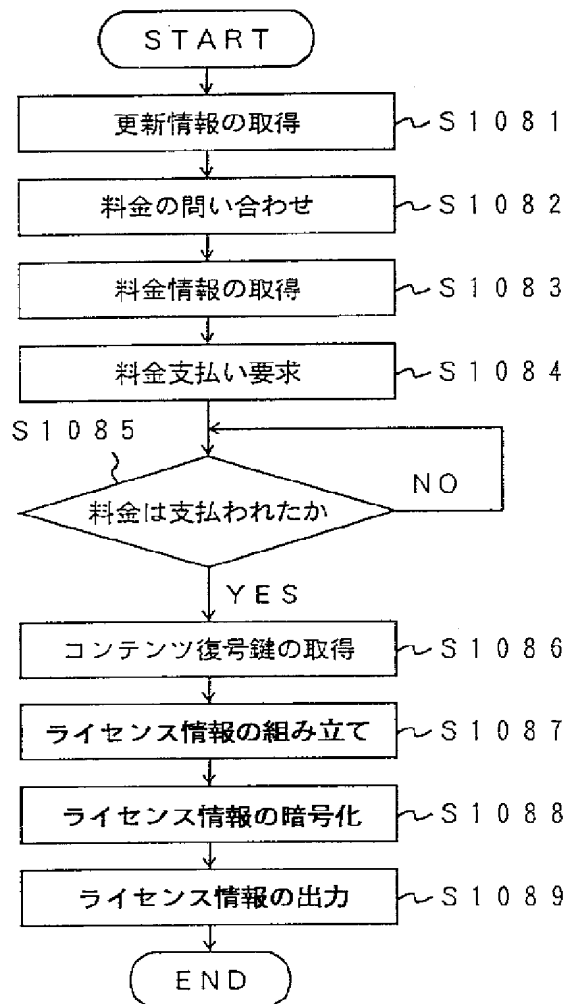 START
更新情報の取得 S1081
料金の問い合わせ S1082
料金情報の取得 S1083
料金支払い要求 S1084
S1085
料金は支払われたか NO
YES
コンテンツ復号鍵の取得 S1086
ライセンス情報の組み立て S1087
ライセンス情報の暗号化 S1088
ライセンス情報の出力 S1089
END